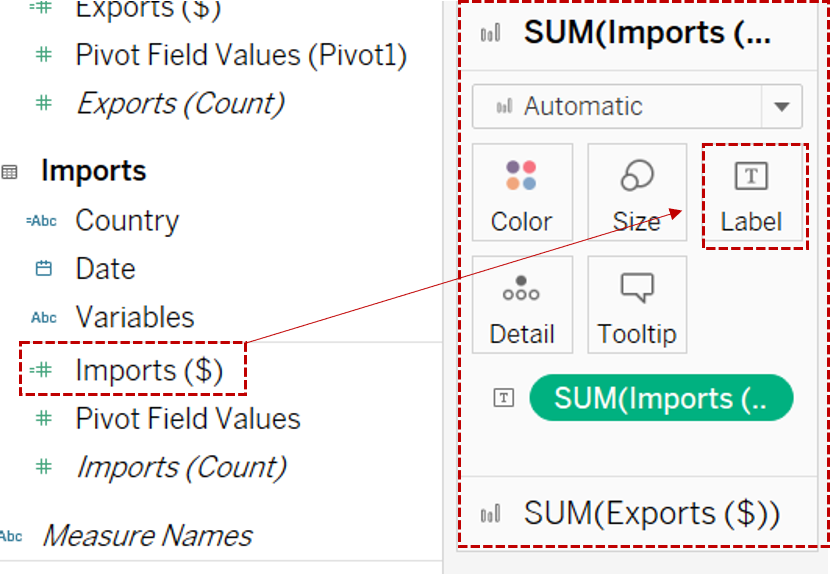 Exports ($)
Pivot Field Values (Pivot1)
Exports (Count)
Imports
=Abc Country
Date
Abc Variables
Imports ($)
Pivot Field Values
Imports (Count)
Abc Measure Names
SUM(Imports (...
Automatic
Color
Size
T
Label
Detail
Tooltip
T SUM(Imports (..
SUM(Exports ($))